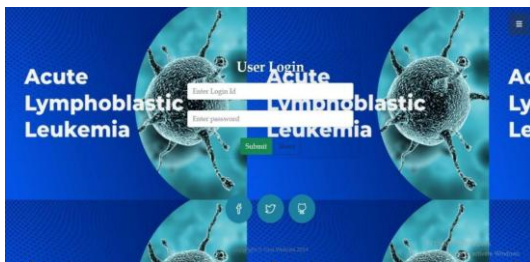 User Login
Acute
Lymphoblastic
Leukemia
Enter Login Id
Enter password
Submit
Acute
Lymphoblastic
Leukemia
Ac
Ly
Le